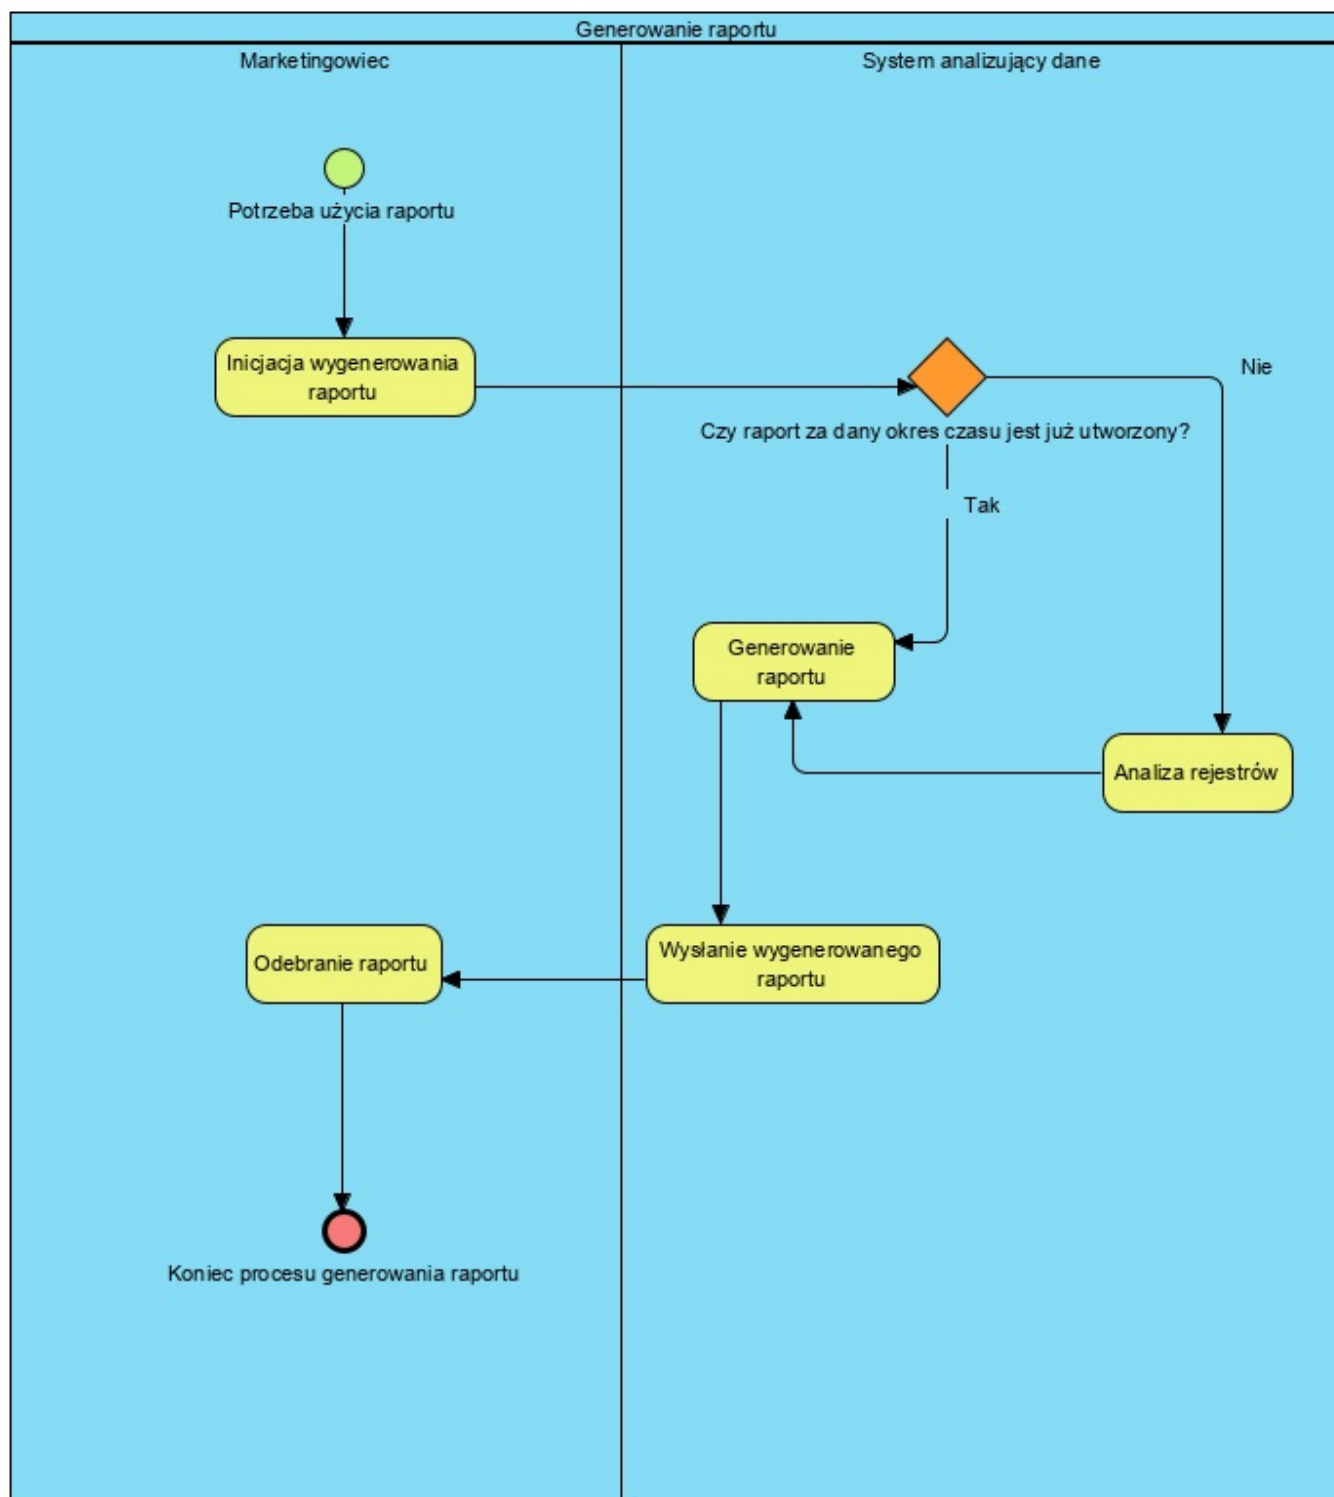 Generowanie raportu
Marketingowiec
System analizujący dane
Potrzeba użycia raportu
Inicjacja wygenerowania
raportu
Nie
Czy raport za dany okres czasu jest już utworzony?
Tak
Generowanie
raportu
Analiza rejestrów
Odebranie raportu
Wysłanie wygenerowanego
raportu
Koniec procesu generowania raportu